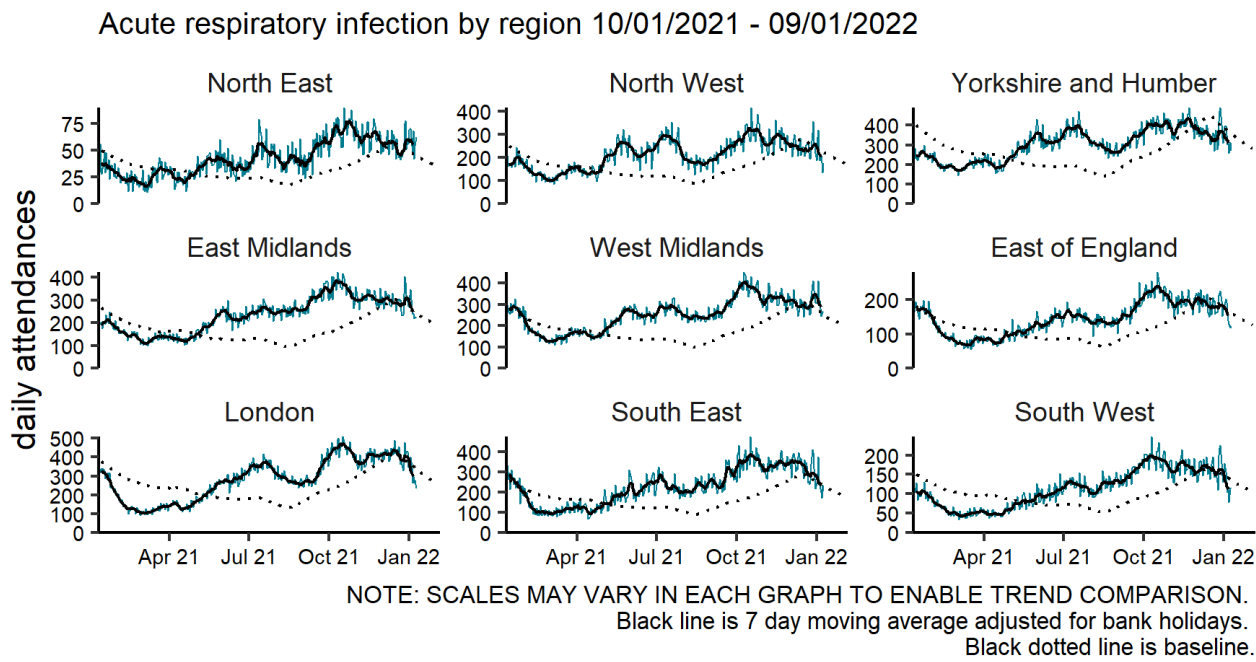 Acute respiratory infection by region 10/01/2021 - 09/01/2022
daily attendances
North East
75
50
25
0
North West
400
300
200
100
0
Yorkshire and Humber
400
300
200
100
0
East Midlands
400
300
200
100
0
West Midlands
400
300
200
100
0
East of England
200
100
0
London
500
400
300
200
100
0
South East
400
300
200
100
0
South West
200
150
100
50
0
Apr 21 Jul 21 Oct 21 Jan 22
Apr 21 Jul 21 Oct 21 Jan 22
Apr 21 Jul 21 Oct 21 Jan 22
NOTE: SCALES MAY VARY IN EACH GRAPH TO ENABLE TREND COMPARISON.
Black line is 7 day moving average adjusted for bank holidays.
Black dotted line is baseline.